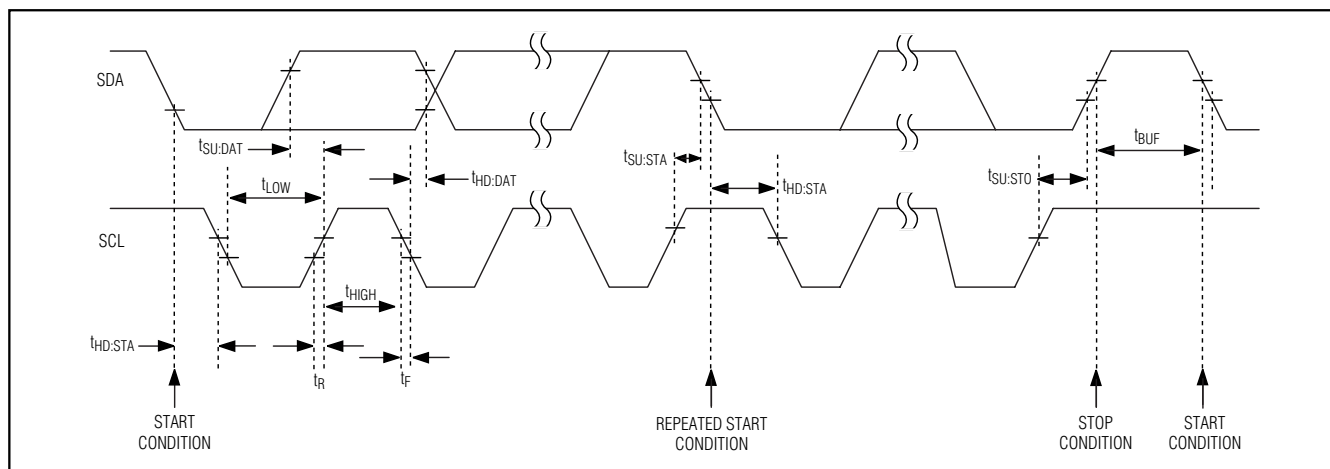 SDA
tSU:DAT
tLOW
tHD:DAT
tSU:STA
tHD:STA
tSU:STO
tBUF
SCL
tHIGH
tHD:STA
tR
tF
START
CONDITION
REPEATED START
CONDITION
STOP
CONDITION
START
CONDITION